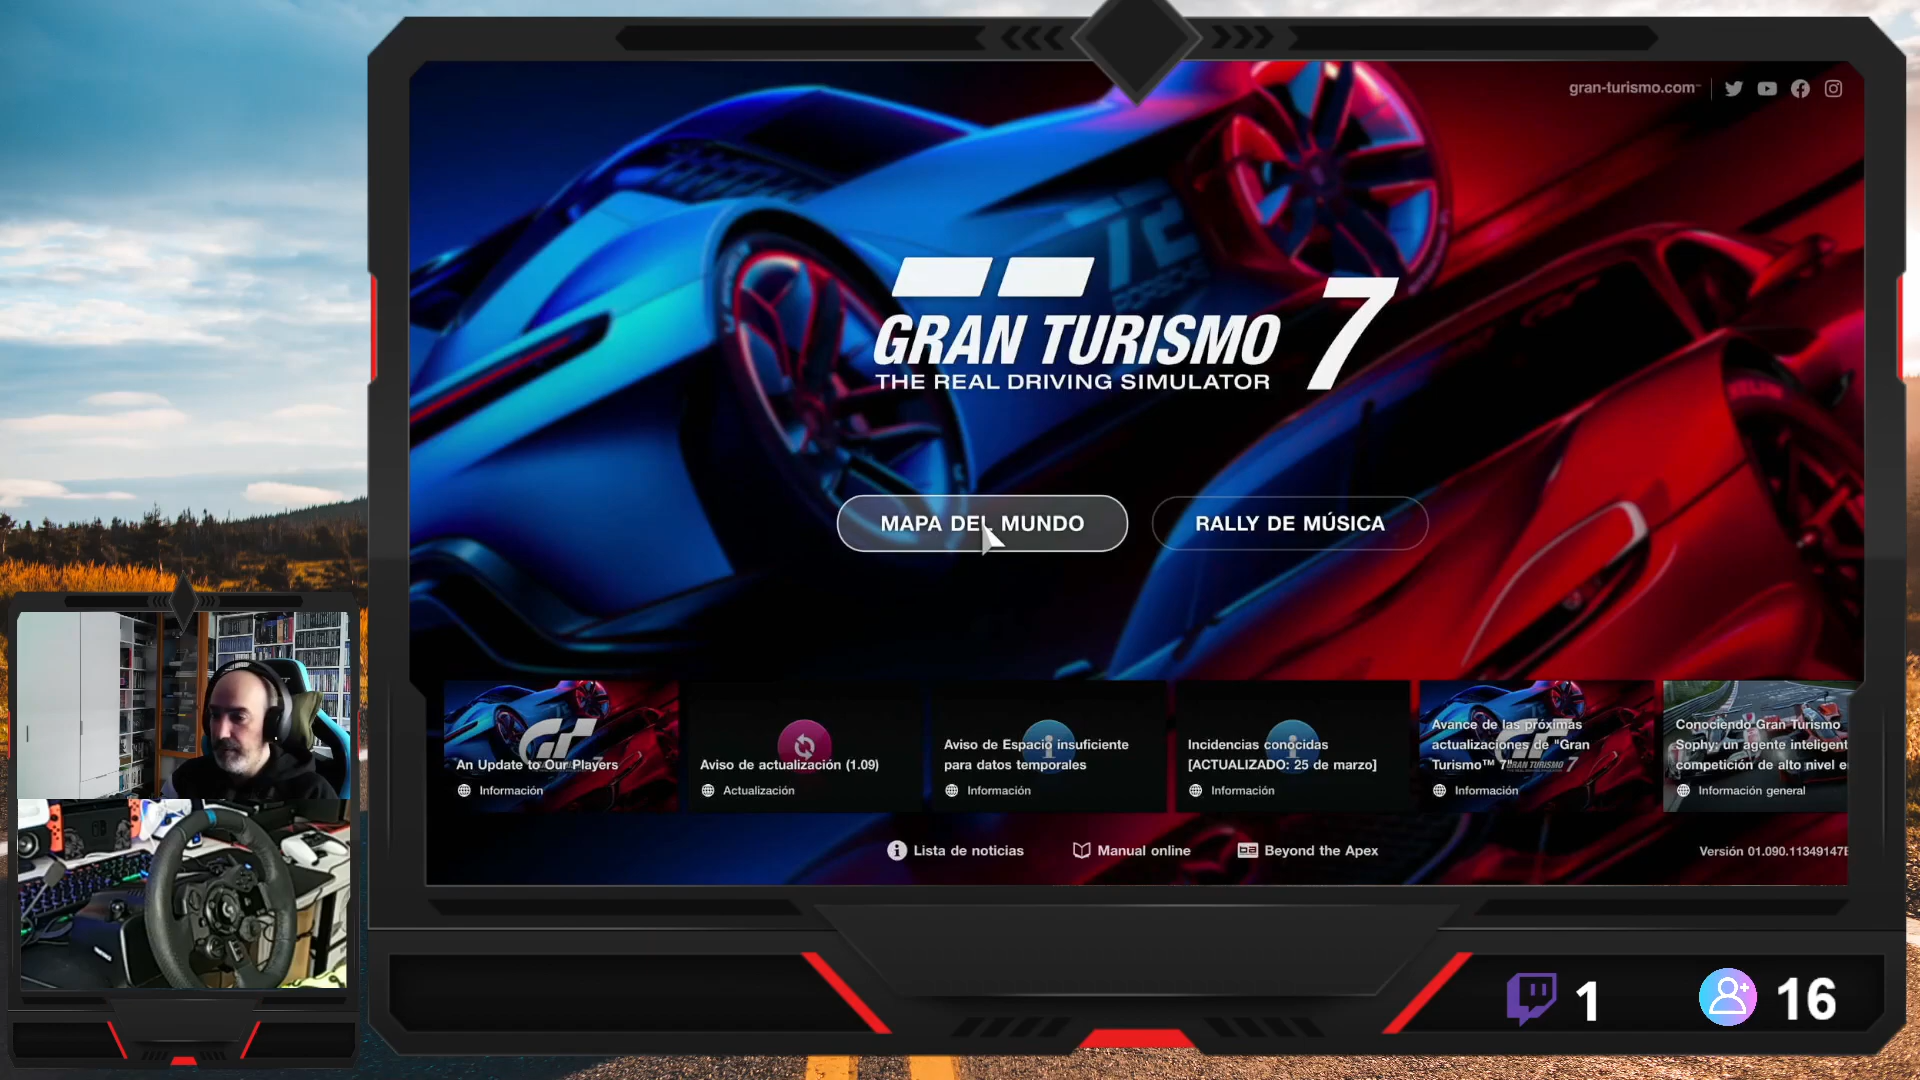 gran-turismo.com
GRAN TURISMO 7
THE REAL DRIVING SIMULATOR
MAPA DEL MUNDO
RALLY DE MÚSICA
An Update to Our Players
Información
Aviso de actualización (1.09)
Actualización
Aviso de Espacio insuficiente
para datos temporales
Información
Incidencias conocidas
[ACTUALIZADO: 25 de marzo]
Información
Avance de las próximas
actualizaciones de "Gran
Turismo™ 7"
Información
Conociendo Gran Turismo
Sophy: un agente inteligent
competición de alto nivel e
Información general
Lista de noticias
Manual online
Beyond the Apex
Versión 01.090.11349147
1
16